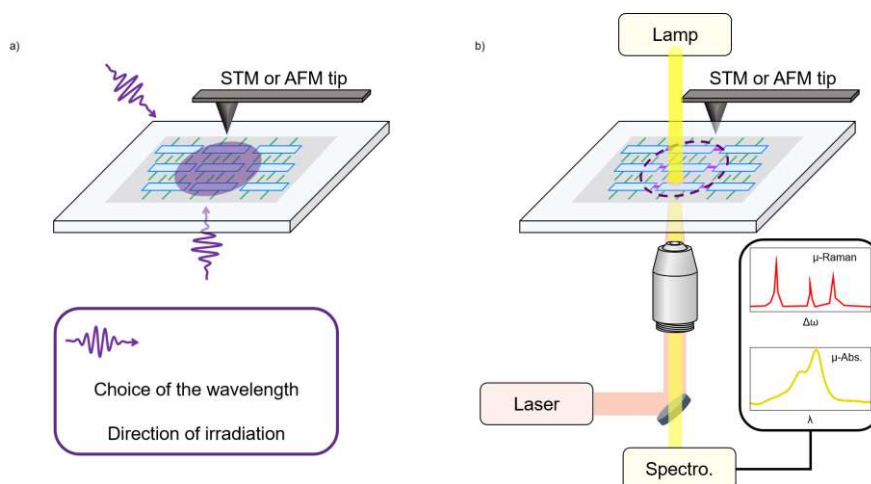 a)
STM or AFM tip
Choice of the wavelength
Direction of irradiation
b)
Lamp
STM or AFM tip
μ-Raman
Δω
μ-Abs.
λ
Laser
Spectro.